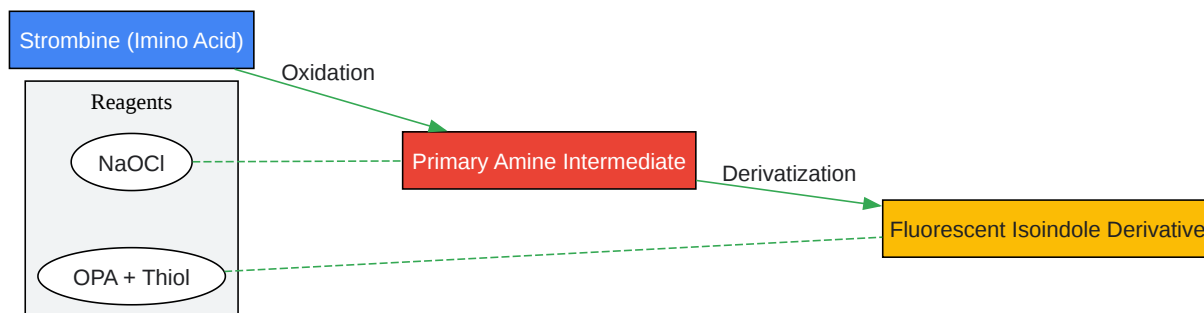 Strombine (Imino Acid)
Oxidation
Reagents
NaOCl
Primary Amine Intermediate
Derivatization
Fluorescent Isoindole Derivative
OPA + Thiol